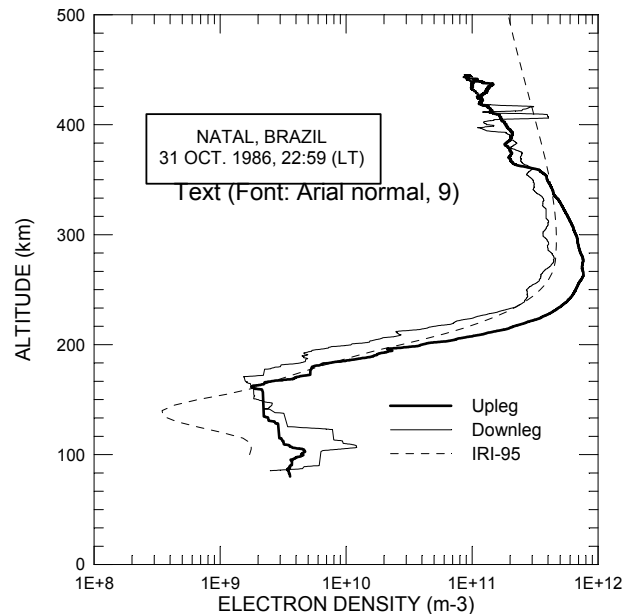 500
400
300
200
100
0
ALTITUDE (km)
NATAL, BRAZIL
31 OCT. 1986, 22:59 (LT)
Text (Font: Arial normal, 9)
Upleg
Downleg
IRI-95
1E+8 1E+9 1E+10 1E+11 1E+12
ELECTRON DENSITY (m-3)